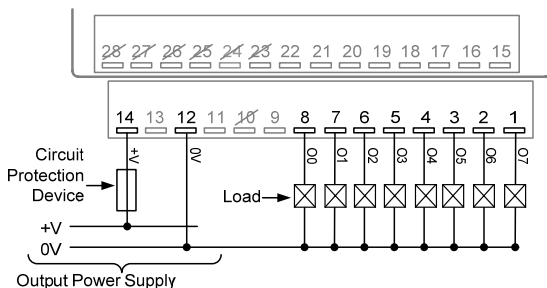 28 27 26 25 24 23 22 21 20 19 18 17 16 15
14 13 12 11 10 9 8 7 6 5 4 3 2 1
+V 0V O0 O1 O2 O3 O4 O5 O6 O7
Circuit
Protection
Device
Load
+V
0V
Output Power Supply